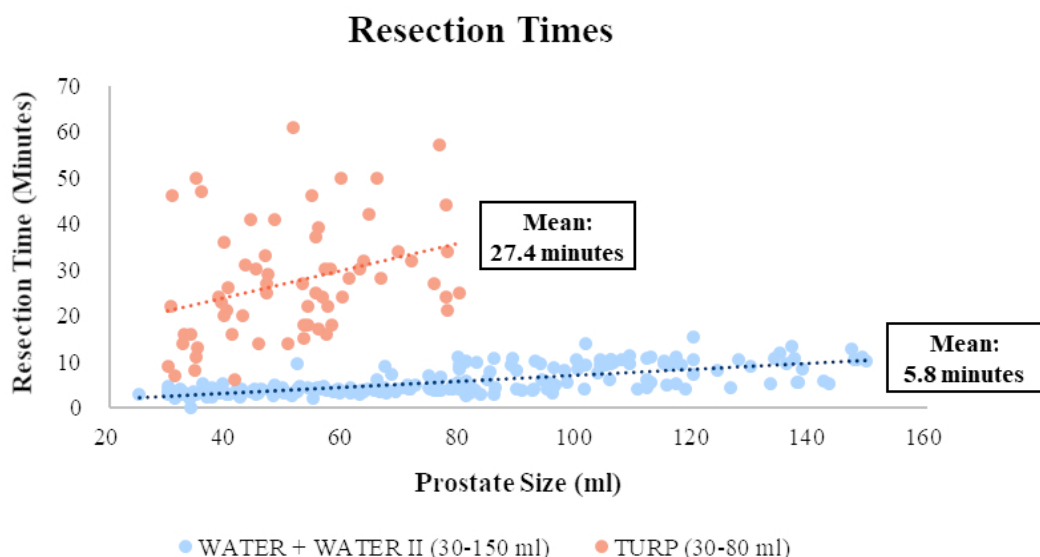 Resection Times
Resection Time (Minutes)
70
60
50
40
30
20
10
0
Mean:
27.4 minutes
Mean:
5.8 minutes
20 40 60 80 100 120 140 160
Prostate Size (ml)
WATER + WATER II (30-150 ml) TURP (30-80 ml)